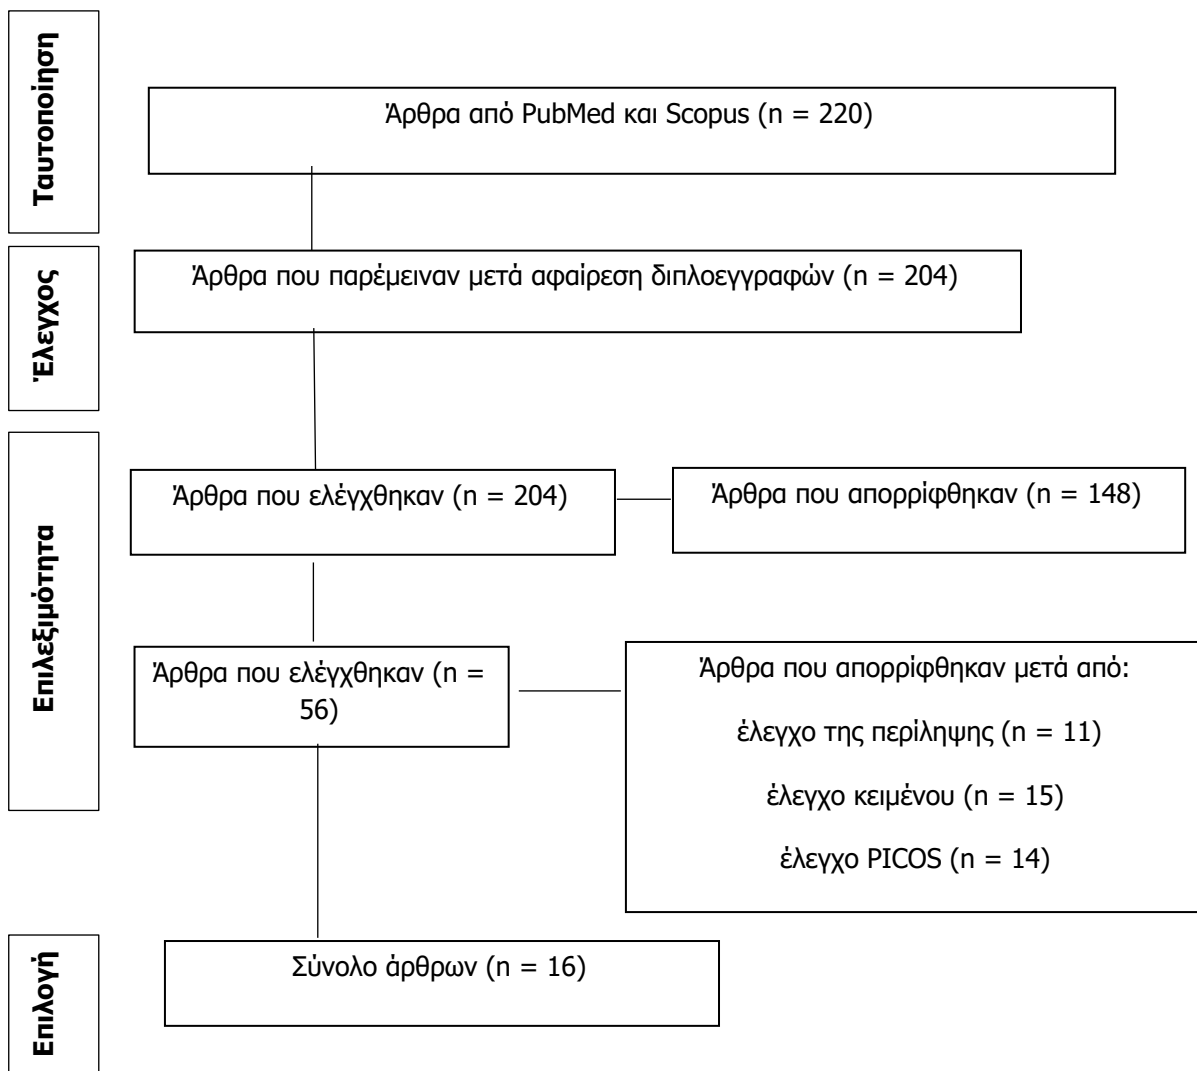 Ταυτοποίηση
Άρθρα από PubMed και Scopus (n = 220)
Έλεγχος
Άρθρα που παρέμειναν μετά αφαίρεση διπλοεγγραφών (n = 204)
Επιλεξιμότητα
Άρθρα που ελέγχθηκαν (n = 204)
Άρθρα που απορρίφθηκαν (n = 148)
Άρθρα που ελέγχθηκαν (n =
56)
Άρθρα που απορρίφθηκαν μετά από:
έλεγχο της περίληψης (n = 11)
έλεγχο κειμένου (n = 15)
έλεγχο PICOS (n = 14)
Επιλογή
Σύνολο άρθρων (n = 16)